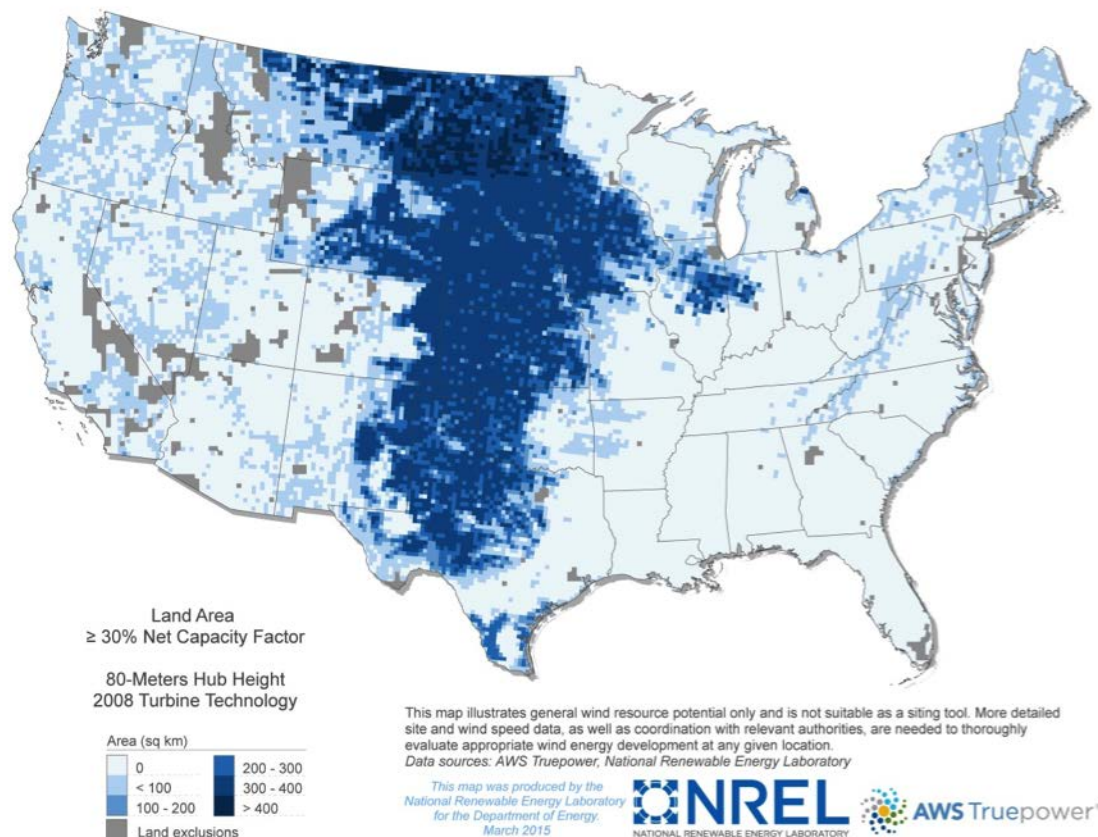 Land Area
≥ 30% Net Capacity Factor
80-Meters Hub Height
2008 Turbine Technology
Area (sq km)
0
< 100
100 - 200
200 - 300
300 - 400
> 400
Land exclusions
This map illustrates general wind resource potential only and is not suitable as a siting tool. More detailed
site and wind speed data, as well as coordination with relevant authorities, are needed to thoroughly
evaluate appropriate wind energy development at any given location.
Data sources: AWS Truepower, National Renewable Energy Laboratory
This map was produced by the
National Renewable Energy Laboratory
for the Department of Energy.
March 2015
NREL
NATIONAL RENEWABLE ENERGY LABORATORY
AWS Truepower